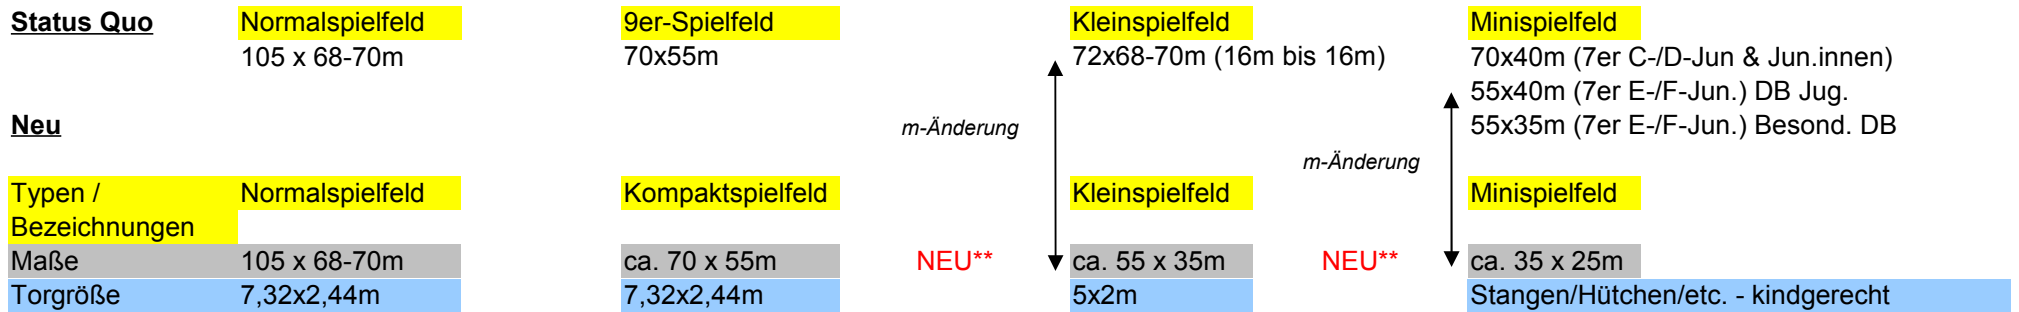 Status Quo Normalspielfeld 9er-Spielfeld Kleinspielfeld Minispielfeld
105 x 68-70m 70x55m 72x68-70m (16m bis 16m) 70x40m (7er C-/D-Jun & Jun.innen)
55x40m (7er E-/F-Jun.) DB Jug.
Neu m-Änderung 55x35m (7er E-/F-Jun.) Besond. DB
m-Änderung
Typen / Normalspielfeld Kompaktspielfeld Kleinspielfeld Minispielfeld
Bezeichnungen
Maße 105 x 68-70m ca. 70 x 55m NEU** ca. 55 x 35m NEU** ca. 35 x 25m
Torgröße 7,32x2,44m 7,32x2,44m 5x2m Stangen/Hütchen/etc. - kindgerecht